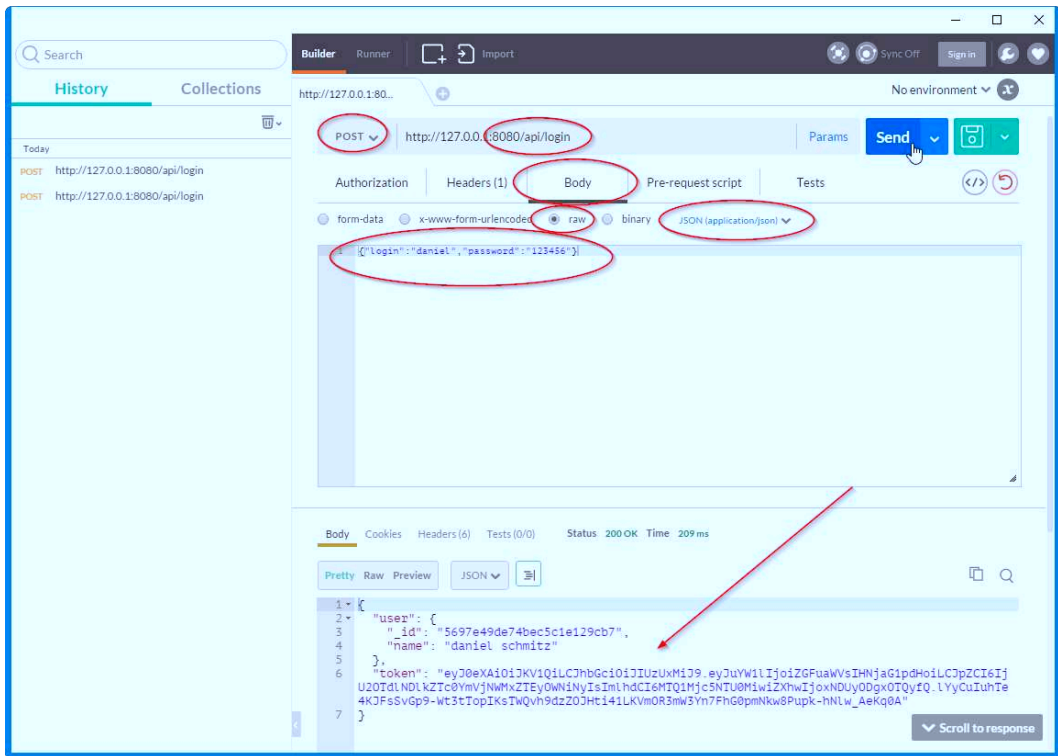 Search
History Collections
Today
POST http://127.0.0.1:8080/api/login
POST http://127.0.0.1:8080/api/login
Builder Runner Import Sync Off Sign in
http://127.0.0.1:80... No environment
POST http://127.0.0.1:8080/api/login Params Send
Authorization Headers (1) Body Pre-request script Tests
form-data x-www-form-urlencoded raw binary JSON (application/json)
1 {"login":"daniel","password":"123456"}
Body Cookies Headers (6) Tests (0/0) Status 200 OK Time 209 ms
Pretty Raw Preview JSON
1 {
2 "user": {
3 "_id": "5697e49de74bec5c1e129cb7",
4 "name": "daniel schmitz"
5 },
6 "token": "eyJ0eXAiOiJKV1QiLCJhbGciOiJIUzUxMiJ9.eyJuYW1lIjoiZGFuaWVsIHNjaG1pdHoiLCJpZCI6Ij
U2OTdlNDlkZTc0YmVjNWMxZTEyOWNiNyIsImlhdCI6MTQ1Mjc5NTU0MiwiZXhwIjoxNDUyODgxOTQyfQ.lYyCuIuhTe
4KJFsSvGp9-Wt3tTopIKsTWQvh9dzZOJHti41LKVmOR3mW3Yn7FhG0pmNkw8Pupk-hNlw_AeKq0A"
7 }
Scroll to response